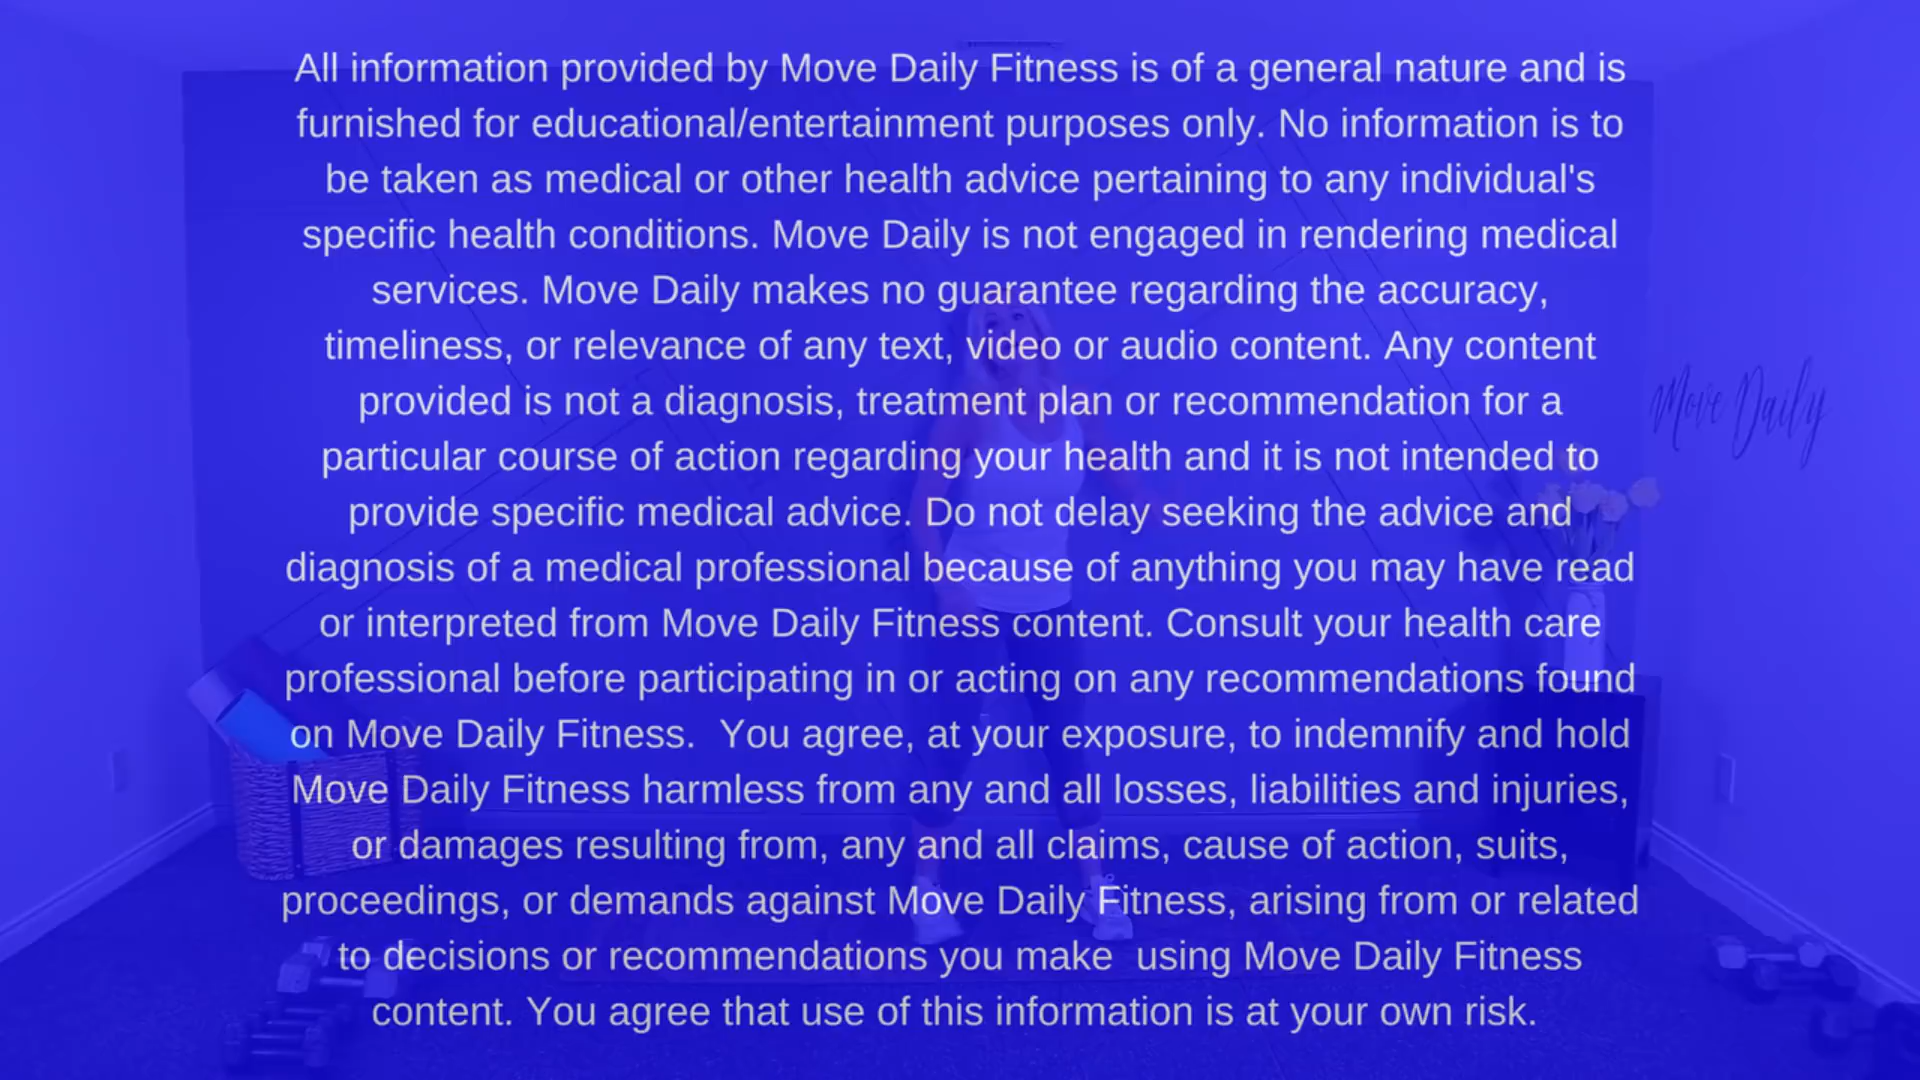 All information provided by Move Daily Fitness is of a general nature and is
furnished for educational/entertainment purposes only. No information is to
be taken as medical or other health advice pertaining to any individual's
specific health conditions. Move Daily is not engaged in rendering medical
services. Move Daily makes no guarantee regarding the accuracy,
timeliness, or relevance of any text, video or audio content. Any content
provided is not a diagnosis, treatment plan or recommendation for a
particular course of action regarding your health and it is not intended to
provide specific medical advice. Do not delay seeking the advice and
diagnosis of a medical professional because of anything you may have read
or interpreted from Move Daily Fitness content. Consult your health care
professional before participating in or acting on any recommendations found
on Move Daily Fitness.  You agree, at your exposure, to indemnify and hold
Move Daily Fitness harmless from any and all losses, liabilities and injuries,
or damages resulting from, any and all claims, cause of action, suits,
proceedings, or demands against Move Daily Fitness, arising from or related
to decisions or recommendations you make  using Move Daily Fitness
content. You agree that use of this information is at your own risk.
Move Daily